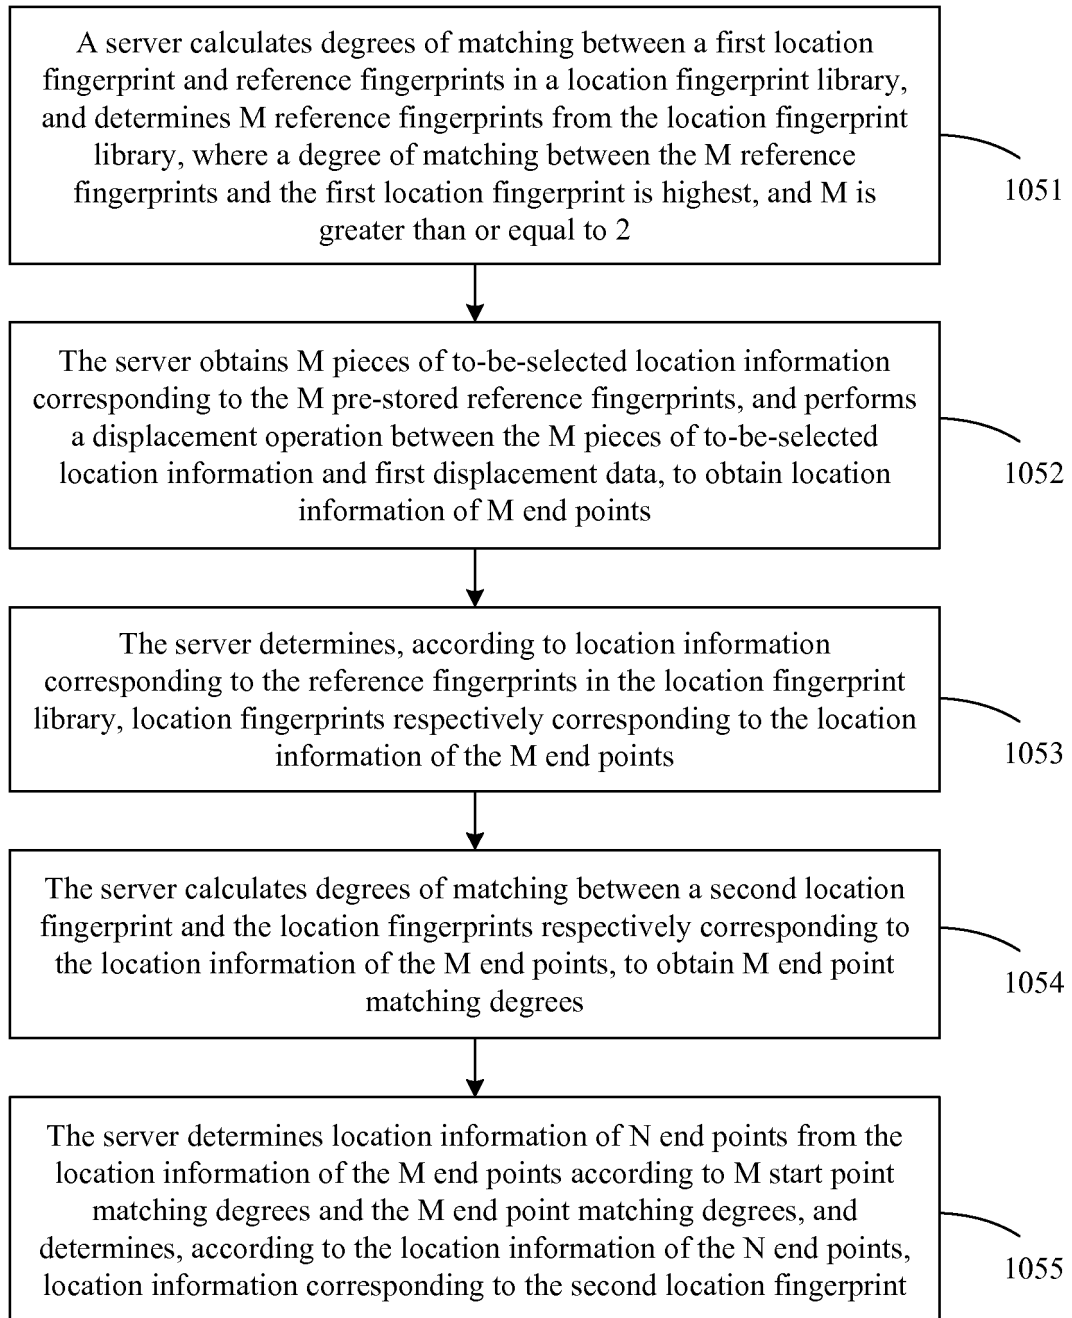 A server calculates degrees of matching between a first location
fingerprint and reference fingerprints in a location fingerprint library,
and determines M reference fingerprints from the location fingerprint
library, where a degree of matching between the M reference
fingerprints and the first location fingerprint is highest, and M is
greater than or equal to 2
1051
The server obtains M pieces of to-be-selected location information
corresponding to the M pre-stored reference fingerprints, and performs
a displacement operation between the M pieces of to-be-selected
location information and first displacement data, to obtain location
information of M end points
1052
The server determines, according to location information
corresponding to the reference fingerprints in the location fingerprint
library, location fingerprints respectively corresponding to the location
information of the M end points
1053
The server calculates degrees of matching between a second location
fingerprint and the location fingerprints respectively corresponding to
the location information of the M end points, to obtain M end point
matching degrees
1054
The server determines location information of N end points from the
location information of the M end points according to M start point
matching degrees and the M end point matching degrees, and
determines, according to the location information of the N end points,
location information corresponding to the second location fingerprint
1055